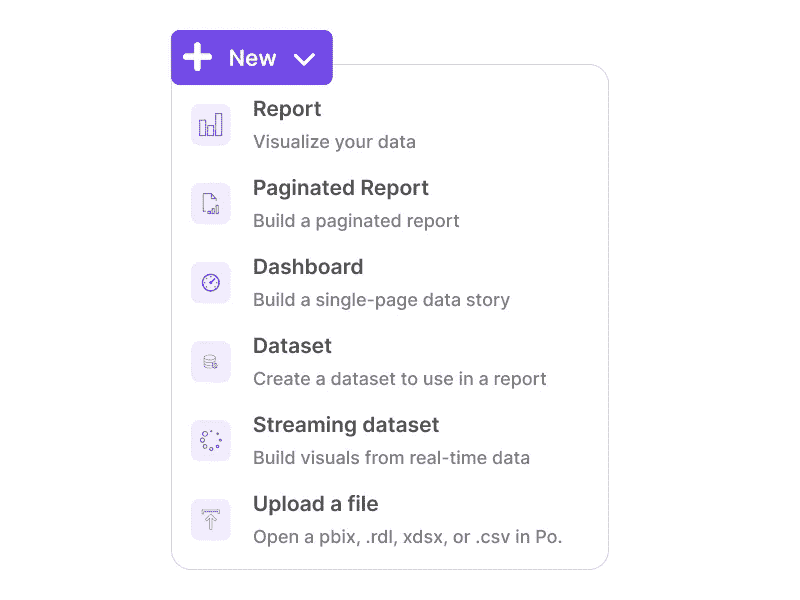 New
Report
Visualize your data
Paginated Report
Build a paginated report
Dashboard
Build a single-page data story
Dataset
Create a dataset to use in a report
Streaming dataset
Build visuals from real-time data
Upload a file
Open a pbix, .rdl, xdsx, or .csv in Po.